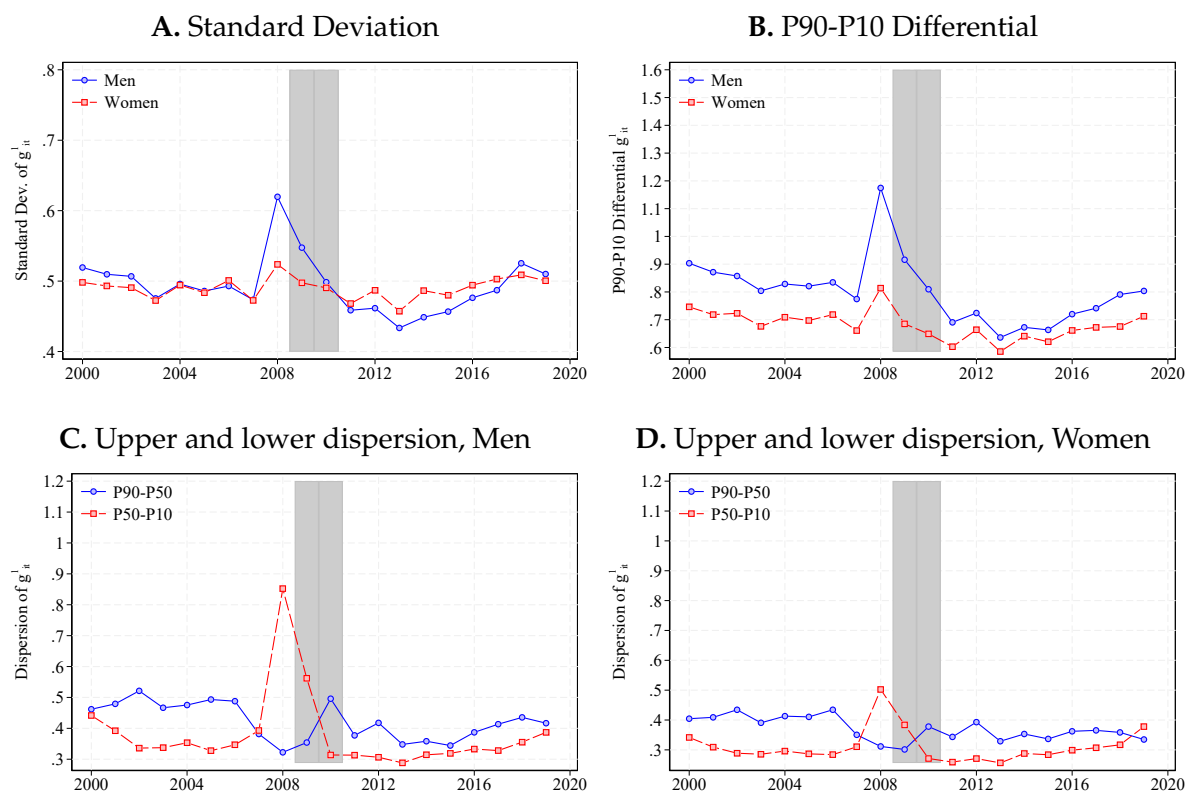 A. Standard Deviation
.8
.7
.6
.5
.4
Standard Dev. of g¹ᵢₜ
Men
Women
2000 2004 2008 2012 2016 2020
B. P90-P10 Differential
1.6
1.5
1.4
1.3
1.2
1.1
1
.9
.8
.7
.6
P90-P10 Differential g¹ᵢₜ
Men
Women
2000 2004 2008 2012 2016 2020
C. Upper and lower dispersion, Men
1.2
1.1
1
.9
.8
.7
.6
.5
.4
.3
Dispersion of g¹ᵢₜ
P90-P50
P50-P10
2000 2004 2008 2012 2016 2020
D. Upper and lower dispersion, Women
1.2
1.1
1
.9
.8
.7
.6
.5
.4
.3
Dispersion of g¹ᵢₜ
P90-P50
P50-P10
2000 2004 2008 2012 2016 2020